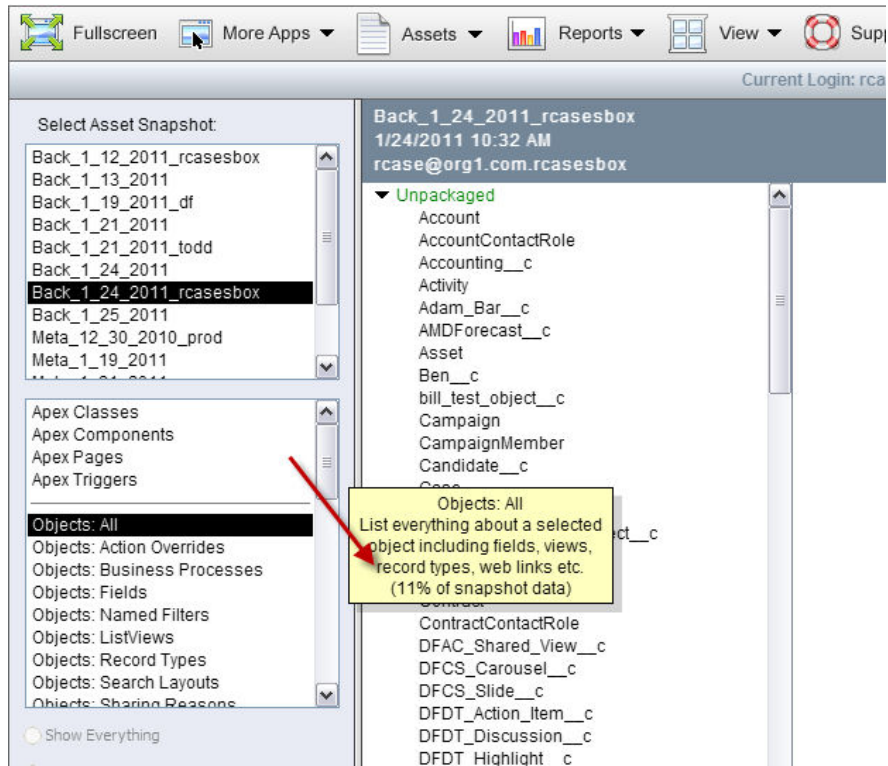 Fullscreen
More Apps
Assets
Reports
View
Current Login: rca
Select Asset Snapshot:
Back_1_12_2011_rcasesbox
Back_1_13_2011
Back_1_19_2011_df
Back_1_21_2011
Back_1_21_2011_todd
Back_1_24_2011
Back_1_24_2011_rcasesbox
Back_1_25_2011
Meta_12_30_2010_prod
Meta_1_19_2011
Apex Classes
Apex Components
Apex Pages
Apex Triggers
Objects: All
Objects: Action Overrides
Objects: Business Processes
Objects: Fields
Objects: Named Filters
Objects: ListViews
Objects: Record Types
Objects: Search Layouts
Objects: Sharing Reasons
Show Everything
Back_1_24_2011_rcasesbox
1/24/2011 10:32 AM
rcase@org1.com.rcasesbox
Unpackaged
Account
AccountContactRole
Accounting__c
Activity
Adam_Bar__c
AMDForecast__c
Asset
Ben__c
bill_test_object__c
Campaign
CampaignMember
Candidate__c
Objects: All
List everything about a selected
object including fields, views,
record types, web links etc.
(11% of snapshot data)
ContractContactRole
DFAC_Shared_View__c
DFCS_Carousel__c
DFCS_Slide__c
DFDT_Action_Item__c
DFDT_Discussion__c
DFDT_Highlight__c